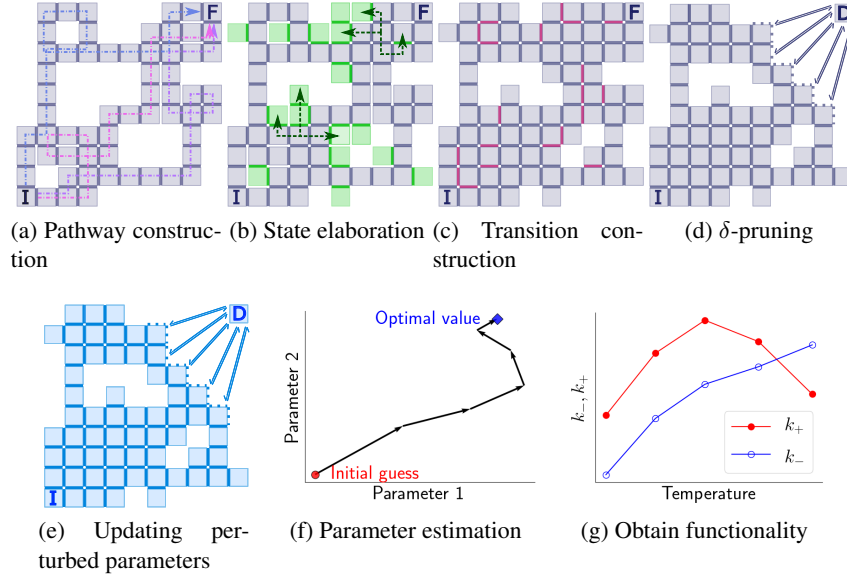 F
I
(a) Pathway construc-
tion
F
I
(b) State elaboration
F
I
(c) Transition con-
struction
D
I
(d) δ-pruning
D
I
(e) Updating per-
turbed parameters
Optimal value
Parameter 2
Initial guess
Parameter 1
(f) Parameter estimation
k−, k+
k+
k−
Temperature
(g) Obtain functionality